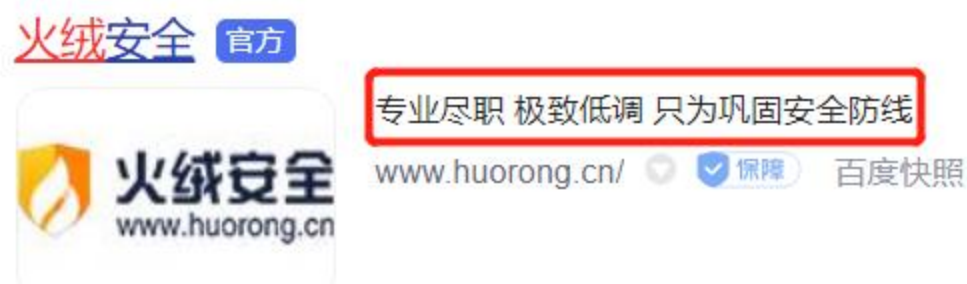 火绒安全 官方
专业尽职 极致低调 只为巩固安全防线
火绒安全
www.huorong.cn
www.huorong.cn/ 保障 百度快照